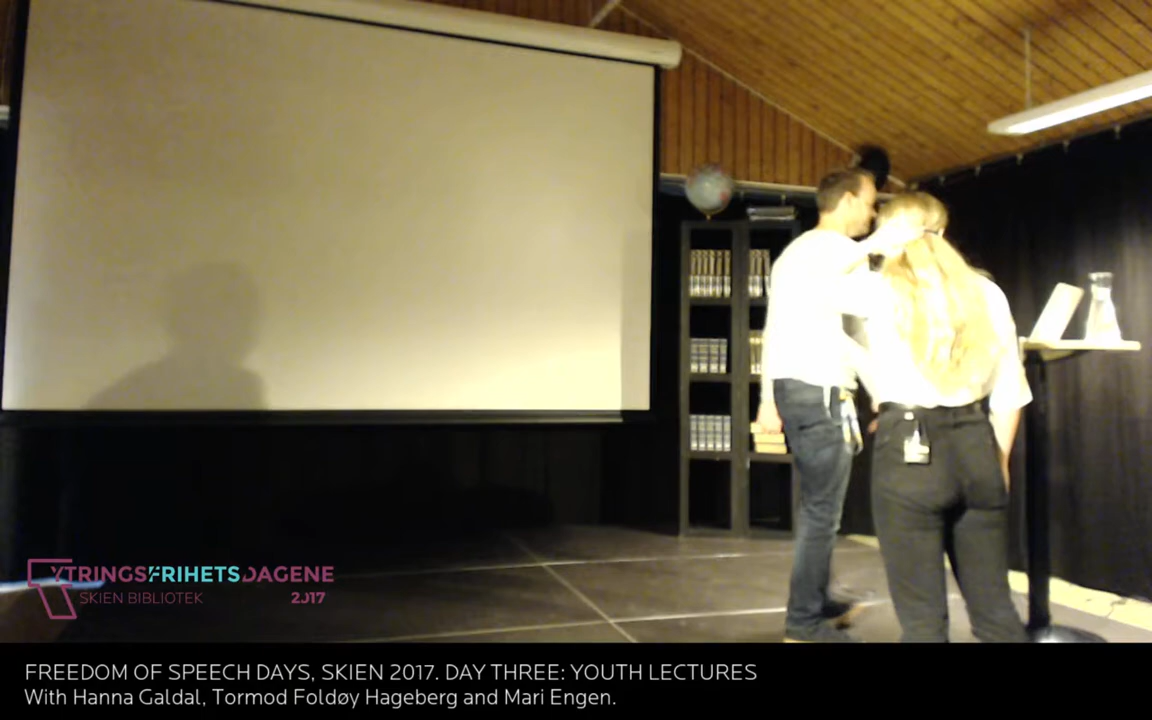 YTRINGSFRIHETSDAGENE
SKIEN BIBLIOTEK 2017
FREEDOM OF SPEECH DAYS, SKIEN 2017. DAY THREE: YOUTH LECTURES
With Hanna Galdal, Tormod Foldøy Hageberg and Mari Engen.